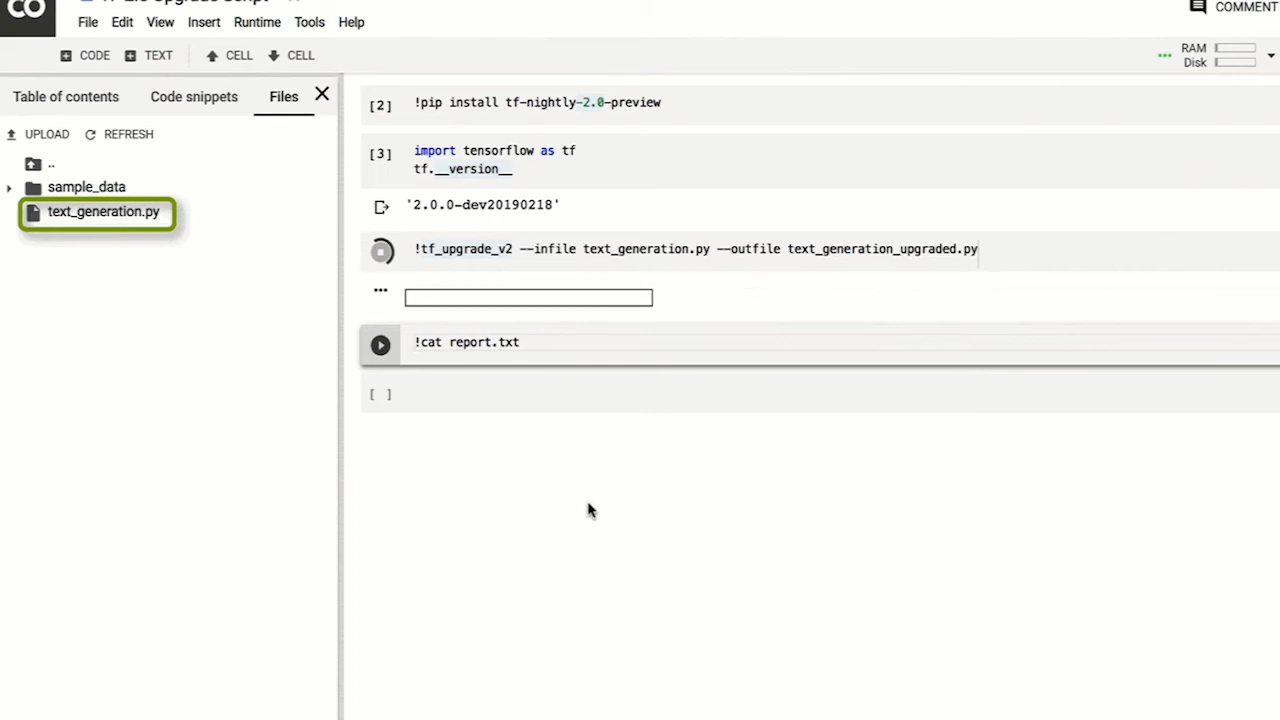 CO
COMMENT
File Edit View Insert Runtime Tools Help
CODE TEXT CELL CELL
RAM
Disk
Table of contents Code snippets Files
UPLOAD REFRESH
..
sample_data
text_generation.py
[2] !pip install tf-nightly-2.0-preview
[3] import tensorflow as tf
tf.__version__
'2.0.0-dev20190218'
!tf_upgrade_v2 --infile text_generation.py --outfile text_generation_upgraded.py
!cat report.txt
[ ]